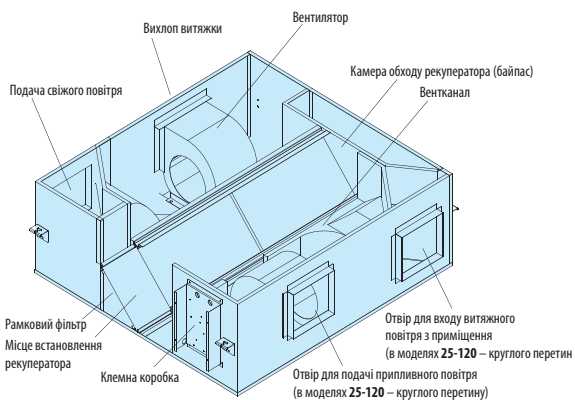 Вентилятор
Вихлоп витяжки
Камера обходу рекуператора (байпас)
Подача свіжого повітря
Вентканал
Рамковий фільтр
Місце встановлення
рекуператора
Клемна коробка
Отвір для входу витяжного
повітря з приміщення
(в моделях 25-120 – круглого перетин
Отвір для подачі припливного повітря
(в моделях 25-120 – круглого перетину)